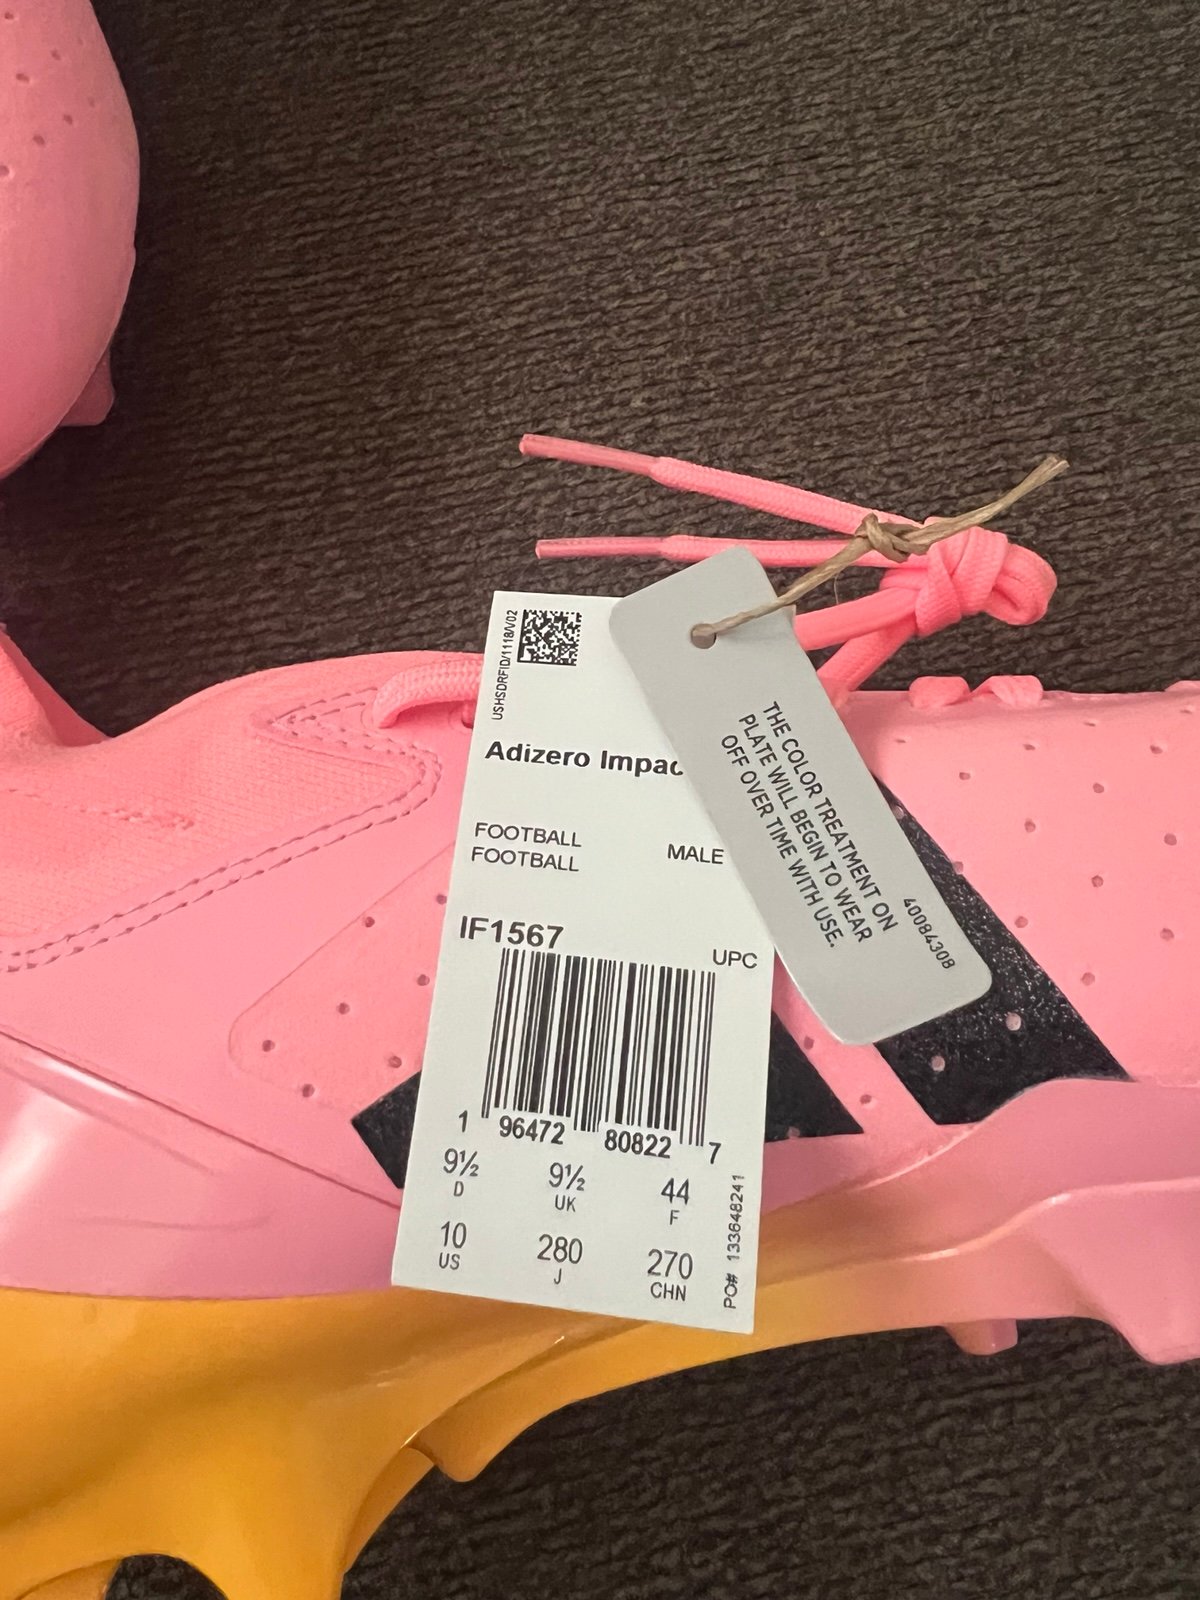 USHSDRFID/1118/V02
Adizero Impac
FOOTBALL
FOOTBALL
MALE
IF1567
UPC
1 96472 80822 7
9½ D
9½ UK
44 F
10 US
280 J
270 CHN
PO# 133648241
THE COLOR TREATMENT ON
PLATE WILL BEGIN TO WEAR
OFF OVER TIME WITH USE.
40084308